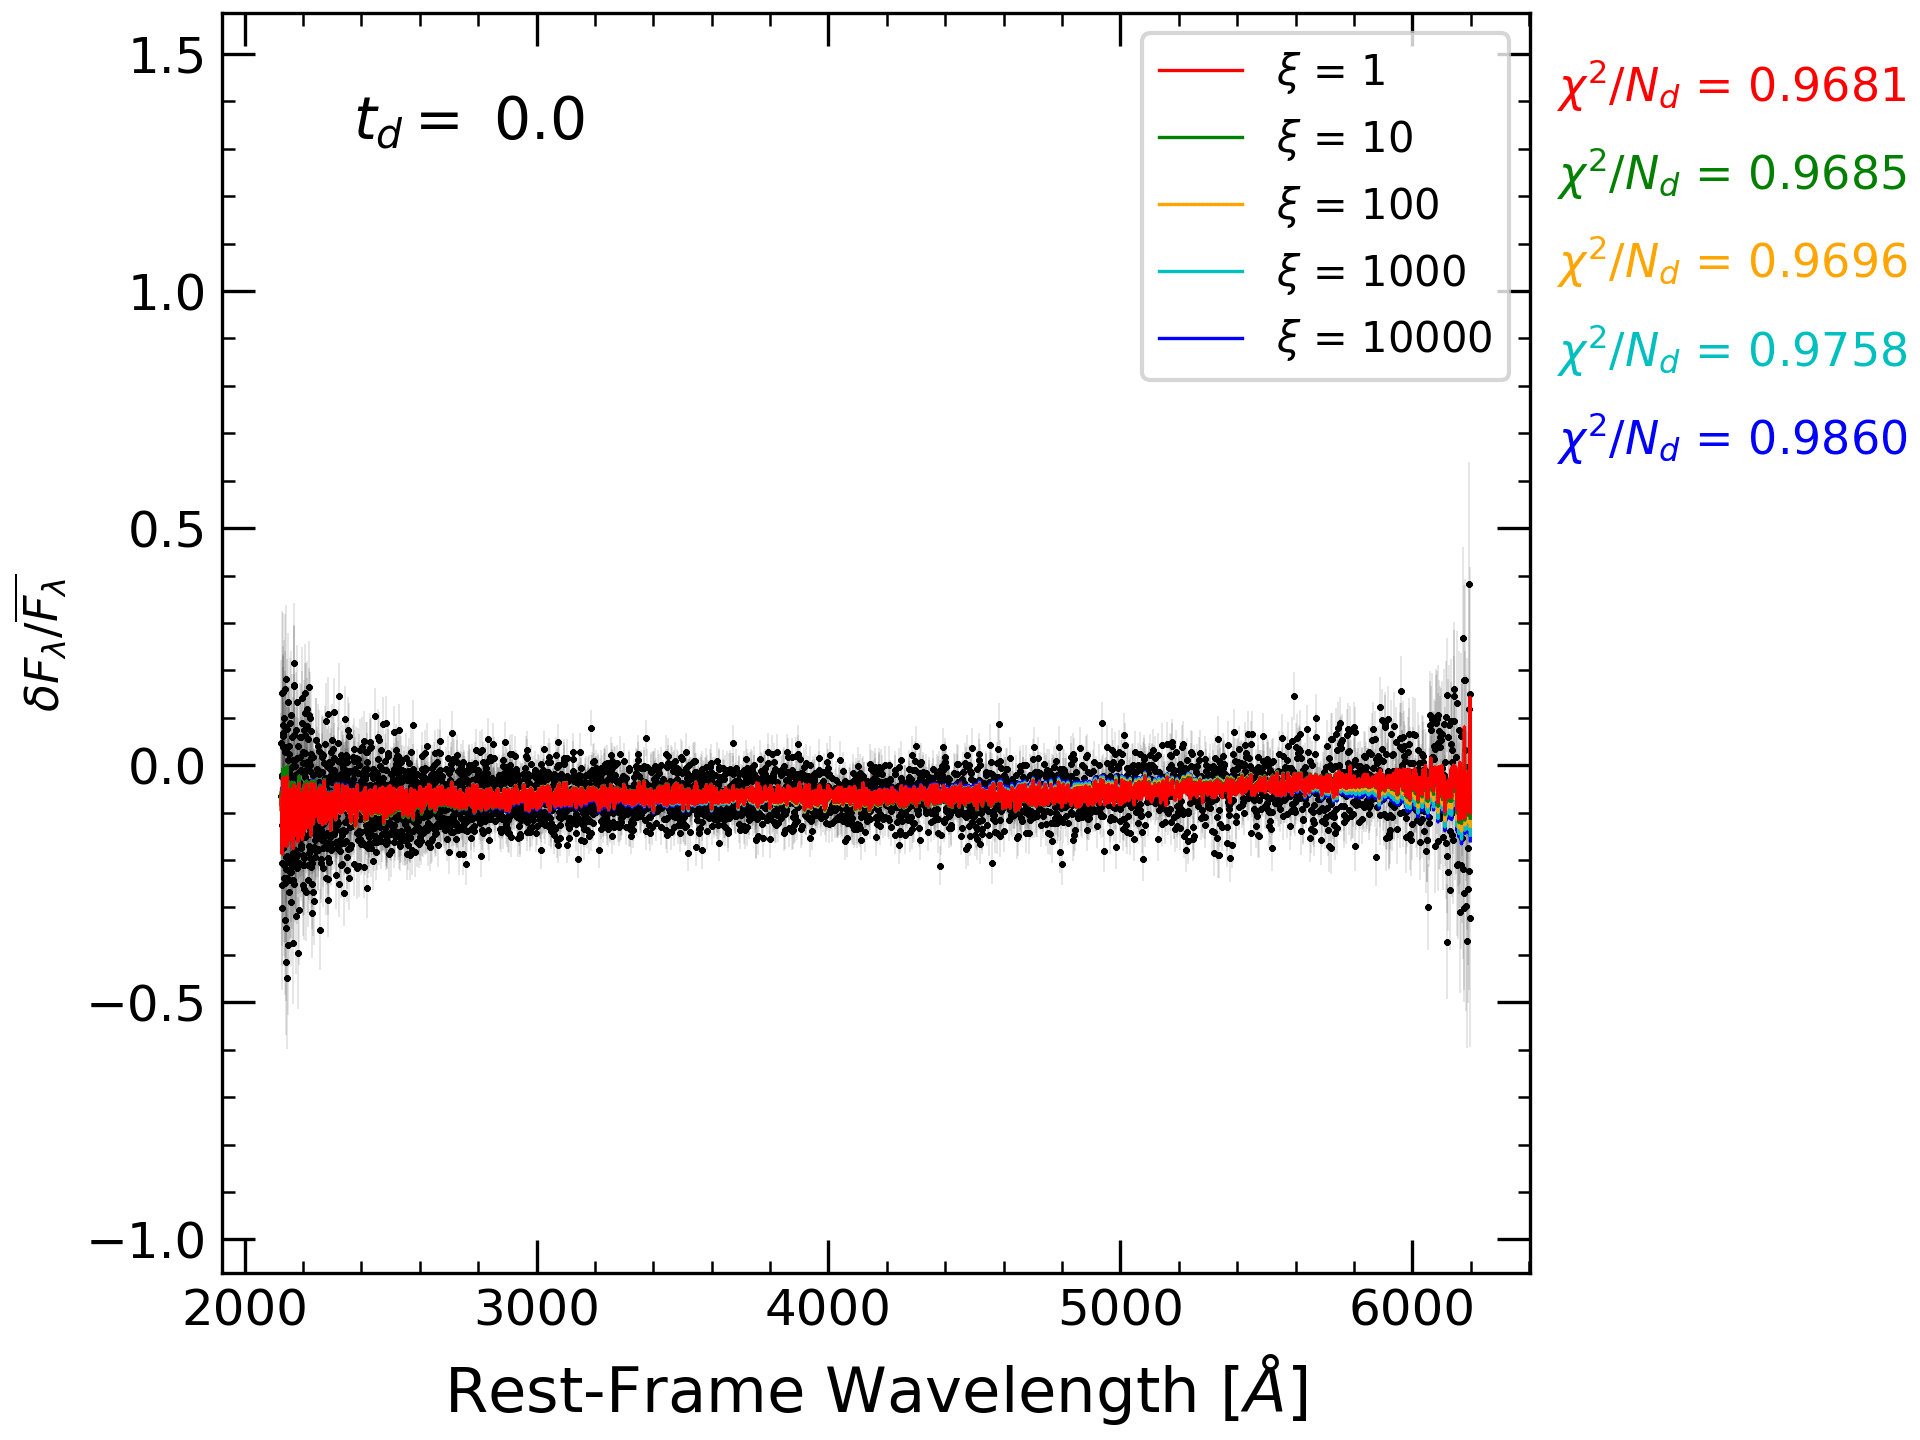 1.5
1.0
0.5
0.0
−0.5
−1.0
δF_λ/F̅_λ
t_d = 0.0
ξ = 1
ξ = 10
ξ = 100
ξ = 1000
ξ = 10000
χ²/N_d = 0.9681
χ²/N_d = 0.9685
χ²/N_d = 0.9696
χ²/N_d = 0.9758
χ²/N_d = 0.9860
2000 3000 4000 5000 6000
Rest-Frame Wavelength [Å]